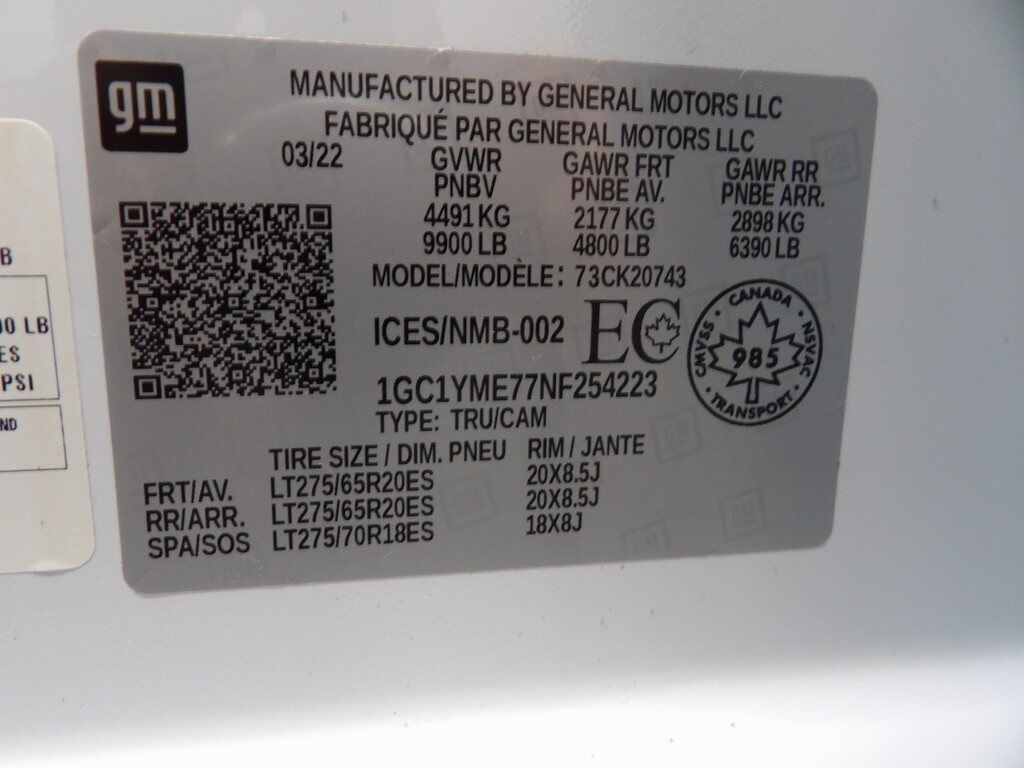 gm
MANUFACTURED BY GENERAL MOTORS LLC
FABRIQUÉ PAR GENERAL MOTORS LLC
03/22 GVWR GAWR FRT GAWR RR
PNBV PNBE AV. PNBE ARR.
4491 KG 2177 KG 2898 KG
9900 LB 4800 LB 6390 LB
MODEL/MODÈLE: 73CK20743
ICES/NMB-002 EC
CANADA
CMVSS 985 NSVAC
TRANSPORT
1GC1YME77NF254223
TYPE: TRU/CAM
TIRE SIZE / DIM. PNEU RIM / JANTE
FRT/AV. LT275/65R20ES 20X8.5J
RR/ARR. LT275/65R20ES 20X8.5J
SPA/SOS LT275/70R18ES 18X8J
B
00 LB
ES
PSI
ND